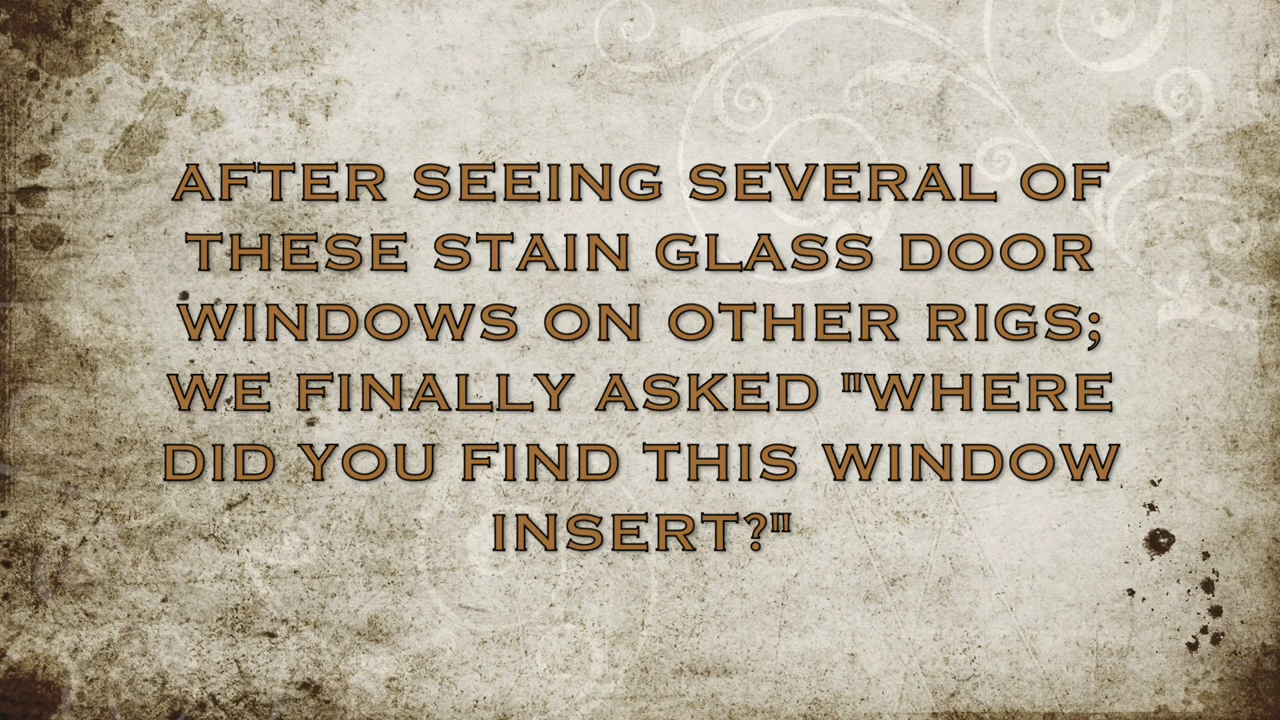 AFTER SEEING SEVERAL OF
THESE STAIN GLASS DOOR
WINDOWS ON OTHER RIGS;
WE FINALLY ASKED "WHERE
DID YOU FIND THIS WINDOW
INSERT?"